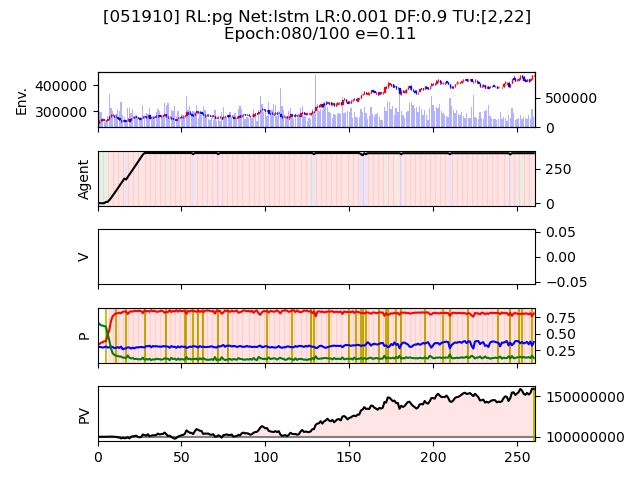 [051910] RL:pg Net:lstm LR:0.001 DF:0.9 TU:[2,22]
Epoch:080/100 e=0.11
Env.
400000
300000
500000
0
Agent
250
0
V
0.05
0.00
−0.05
P
0.75
0.50
0.25
PV
150000000
100000000
0 50 100 150 200 250